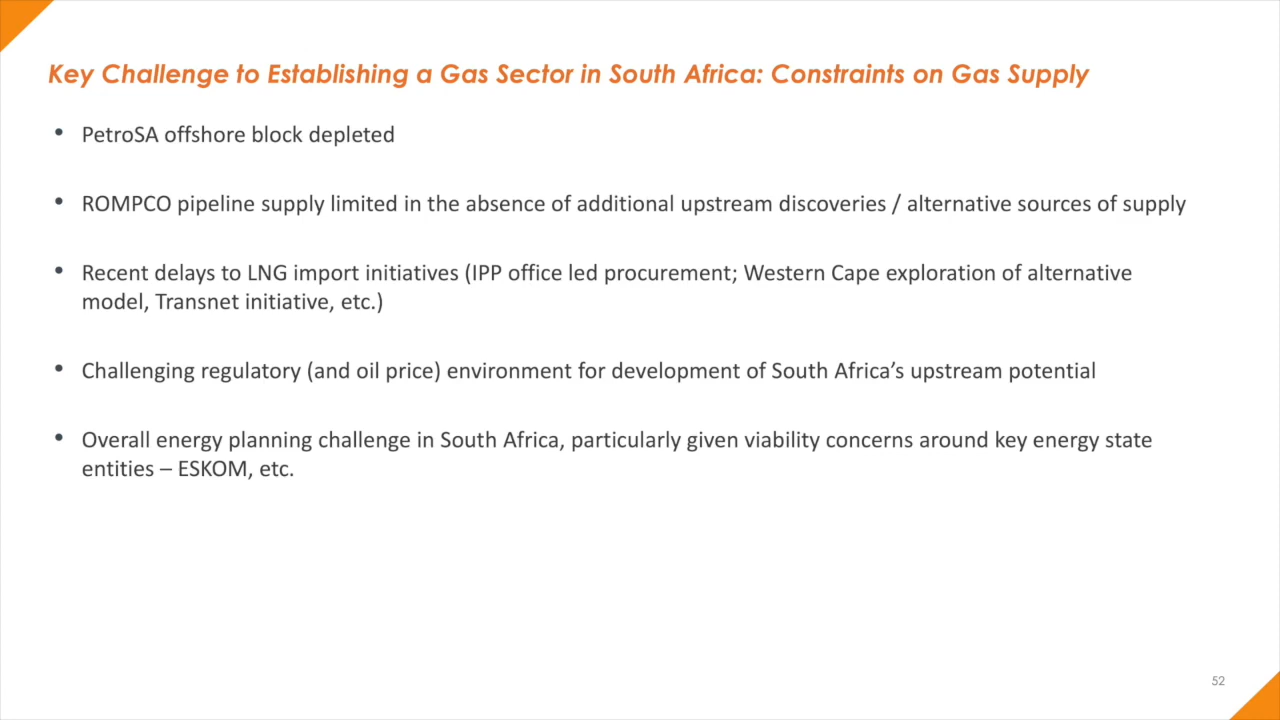 Key Challenge to Establishing a Gas Sector in South Africa: Constraints on Gas Supply
• PetroSA offshore block depleted
• ROMPCO pipeline supply limited in the absence of additional upstream discoveries / alternative sources of supply
• Recent delays to LNG import initiatives (IPP office led procurement; Western Cape exploration of alternative
model, Transnet initiative, etc.)
• Challenging regulatory (and oil price) environment for development of South Africa’s upstream potential
• Overall energy planning challenge in South Africa, particularly given viability concerns around key energy state
entities – ESKOM, etc.
52